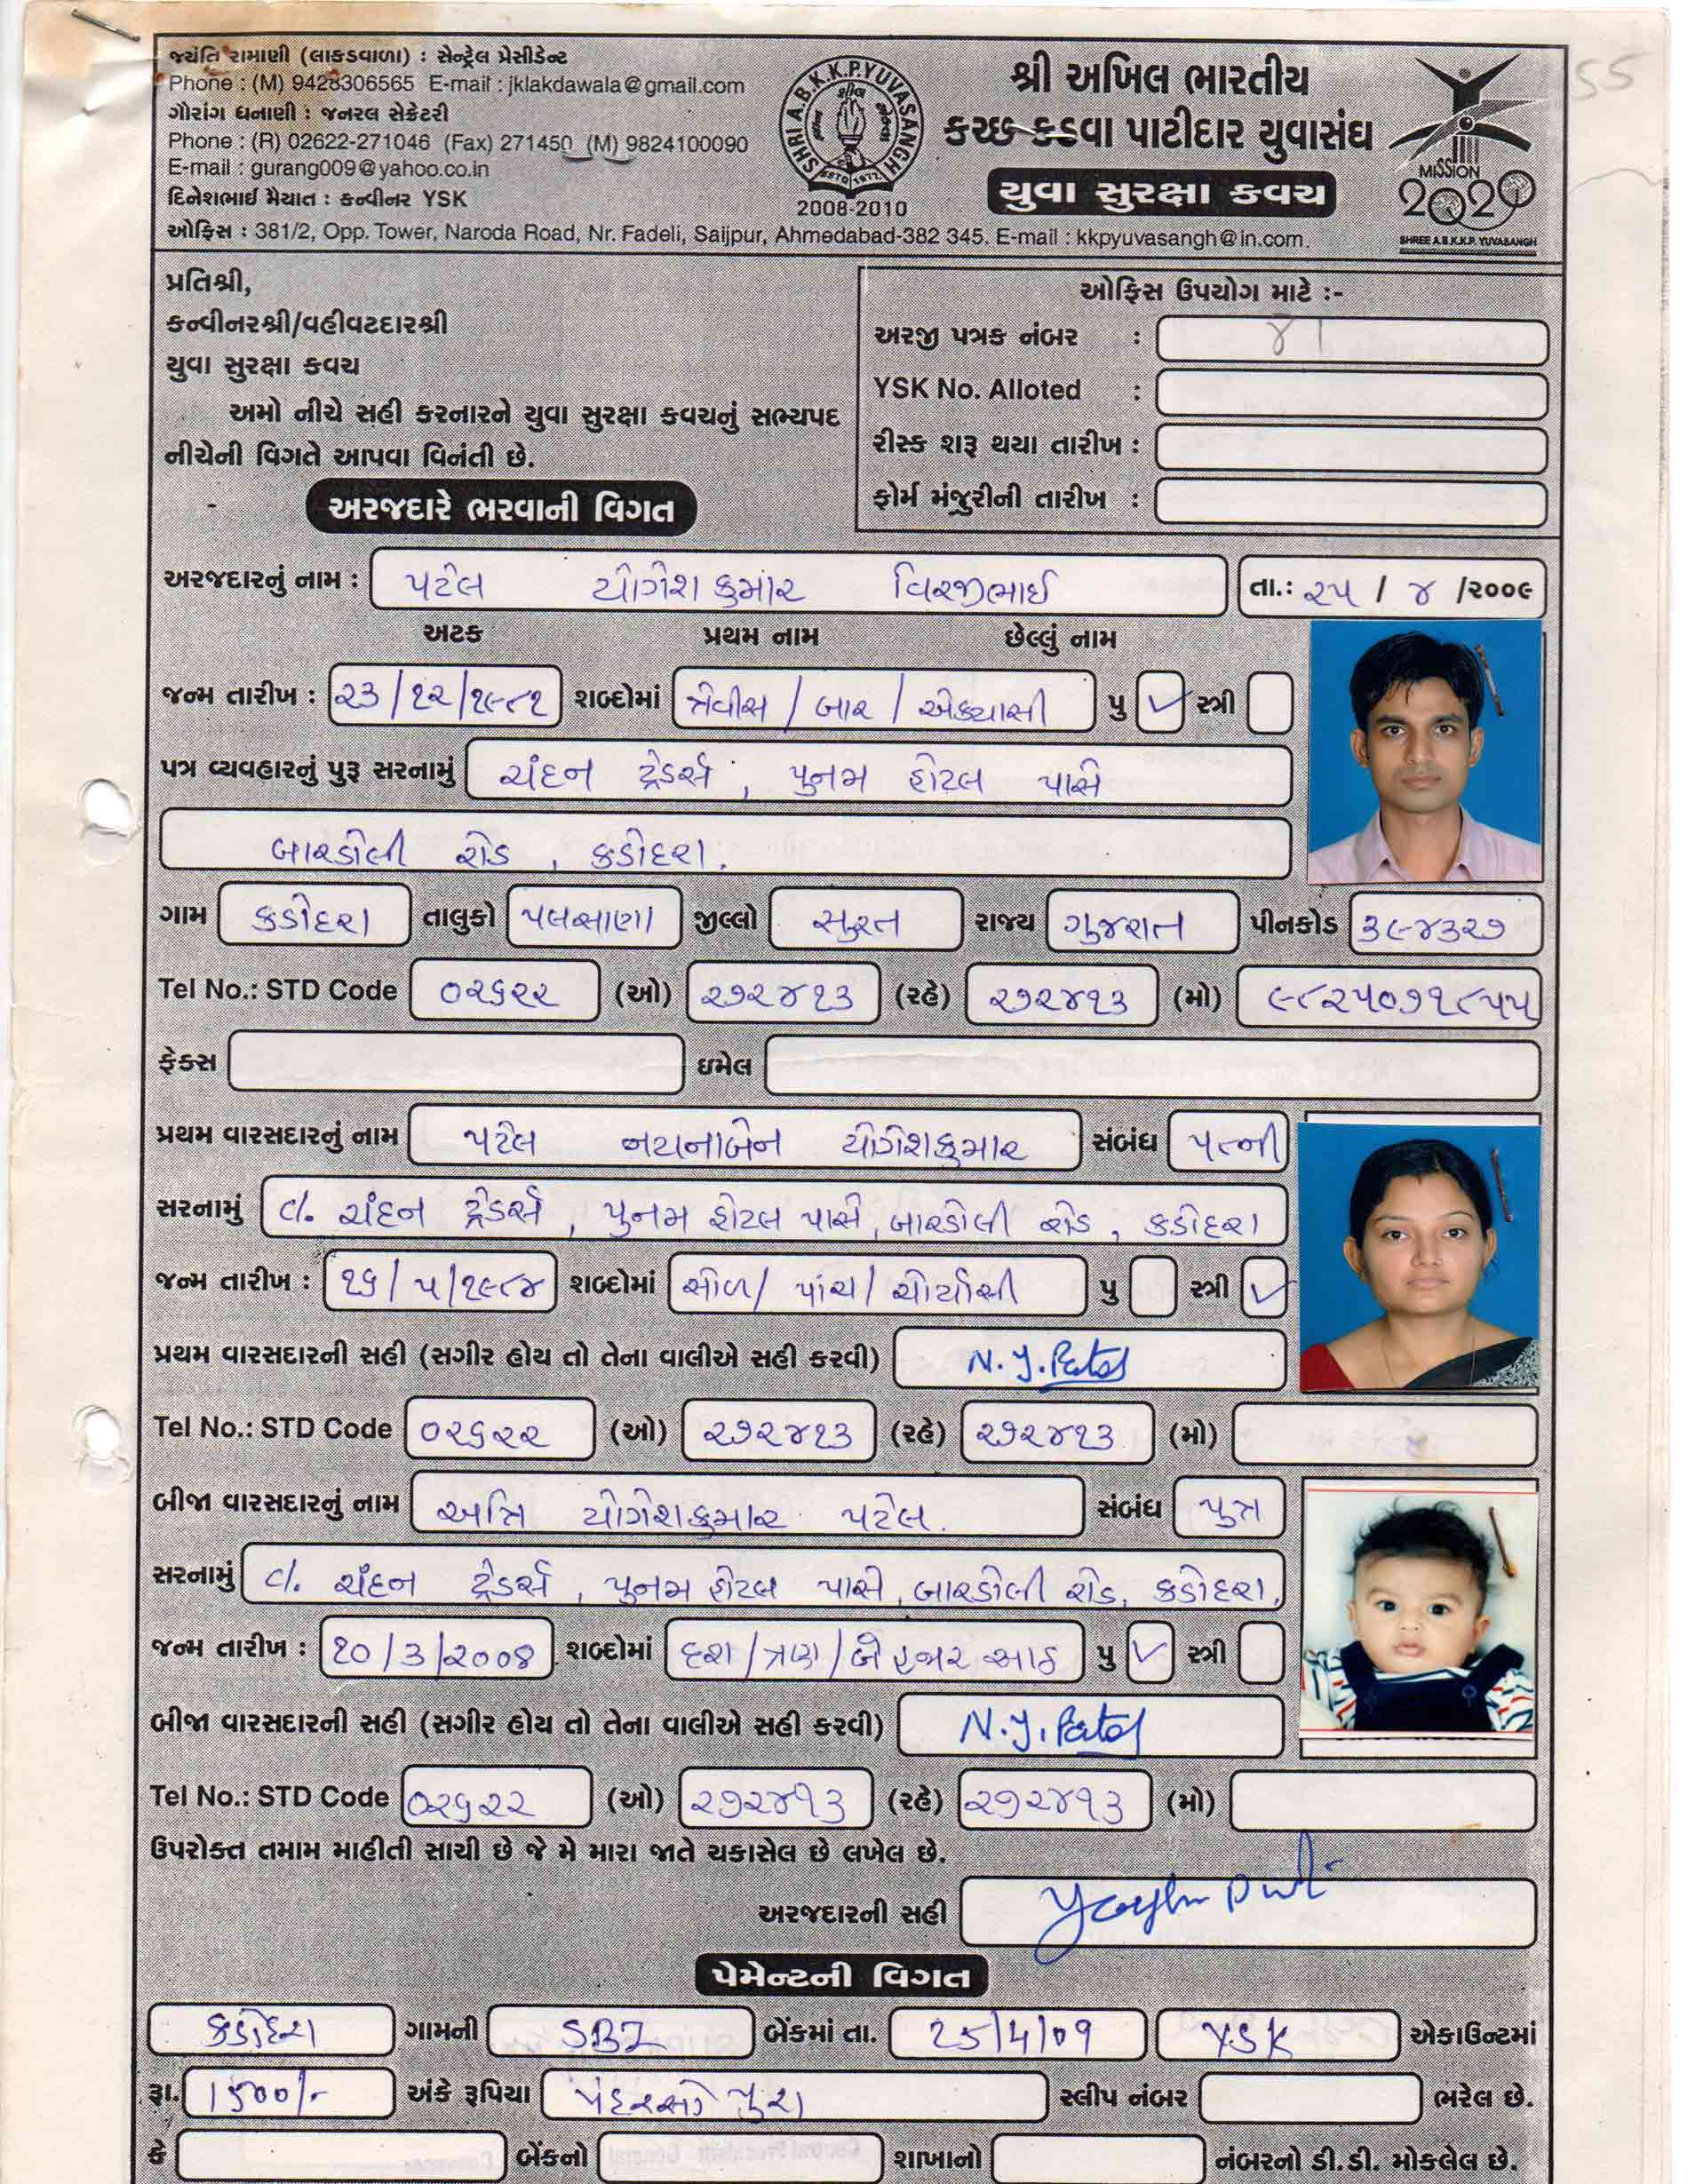 જયંતિ રામાણી (લાકડવાળા) : સેન્ટ્રેલ પ્રેસીડેન્ટ
Phone : (M) 9428306565 E-mail : jklakdawala@gmail.com
ગૌરાંગ ધનાણી : જનરલ સેક્રેટરી
Phone : (R) 02622-271046 (Fax) 271450 (M) 9824100090
E-mail : gurang009@yahoo.co.in
દિનેશભાઈ મૈયાત : કન્વીનર YSK
ઓફિસ : 381/2, Opp. Tower, Naroda Road, Nr. Fadeli, Saijpur, Ahmedabad-382 345. E-mail : kkpyuvasangh@in.com.
SHRI A.B.K.K.P. YUVASANGH
ESTD 1972
2008-2010
શ્રી અખિલ ભારતીય
કચ્છ કડવા પાટીદાર યુવાસંઘ
યુવા સુરક્ષા કવચ
MISSION
2020
SHREE A.B.K.K.P. YUVASANGH
55
પ્રતિશ્રી,
કન્વીનરશ્રી/વહીવટદારશ્રી
યુવા સુરક્ષા કવચ
અમો નીચે સહી કરનારને યુવા સુરક્ષા કવચનું સભ્યપદ
નીચેની વિગતે આપવા વિનંતી છે.
અરજદારે ભરવાની વિગત
ઓફિસ ઉપયોગ માટે :-
અરજી પત્રક નંબર : ૪૧
YSK No. Alloted :
રીસ્ક શરૂ થયા તારીખ :
ફોર્મ મંજુરીની તારીખ :
અરજદારનું નામ : પટેલ યોગેશકુમાર વિરજીભાઈ તા.: ૨૫ / ૪ /૨૦૦૯
અટક પ્રથમ નામ છેલ્લું નામ
જન્મ તારીખ : ૨૩/૧૨/૧૯૮૧ શબ્દોમાં ત્રેવીસ / બાર / એક્યાસી પુ ✓ સ્ત્રી
પત્ર વ્યવહારનું પુરૂ સરનામું ચંદન ટ્રેડર્સ, પુનમ હોટલ પાસે
બારડોલી રોડ, કડોદરા.
ગામ કડોદરા તાલુકો પલસાણા જીલ્લો સુરત રાજ્ય ગુજરાત પીનકોડ ૩૯૪૩૨૭
Tel No.: STD Code ૦૨૬૨૨ (ઓ) ૨૭૨૪૧૩ (રહે) ૨૭૨૪૧૩ (મો) ૯૮૨૫૦૭૧૮૫૫
ફેક્સ ઇમેલ
પ્રથમ વારસદારનું નામ પટેલ નયનાબેન યોગેશકુમાર સંબંધ પત્ની
સરનામું c/. ચંદન ટ્રેડર્સ, પુનમ હોટલ પાસે, બારડોલી રોડ, કડોદરા
જન્મ તારીખ : ૧૬/૫/૧૯૮૪ શબ્દોમાં સોળ/ પાંચ/ ચોર્યાસી પુ સ્ત્રી ✓
પ્રથમ વારસદારની સહી (સગીર હોય તો તેના વાલીએ સહી કરવી) N.Y.Patel
Tel No.: STD Code ૦૨૬૨૨ (ઓ) ૨૭૨૪૧૩ (રહે) ૨૭૨૪૧૩ (મો)
બીજા વારસદારનું નામ અત્રિ યોગેશકુમાર પટેલ. સંબંધ પુત્ર
સરનામું c/. ચંદન ટ્રેડર્સ, પુનમ હોટલ પાસે, બારડોલી રોડ, કડોદરા.
જન્મ તારીખ : ૧૦/૩/૨૦૦૪ શબ્દોમાં દશ/ત્રણ/બે હજાર આઠ પુ ✓ સ્ત્રી
બીજા વારસદારની સહી (સગીર હોય તો તેના વાલીએ સહી કરવી) N.Y.Patel
Tel No.: STD Code ૦૨૬૨૨ (ઓ) ૨૭૨૪૧૩ (રહે) ૨૭૨૪૧૩ (મો)
ઉપરોક્ત તમામ માહીતી સાચી છે જે મે મારા જાતે ચકાસેલ છે લખેલ છે.
અરજદારની સહી
પેમેન્ટની વિગત
કડોદરા ગામની SBI બેંકમાં તા. 25/4/09 YSK એકાઉન્ટમાં
રૂા. 1500/- અંકે રૂપિયા પંદરસો પુરા સ્લીપ નંબર ભરેલ છે.
કે બેંકનો શાખાનો નંબરનો ડી.ડી. મોકલેલ છે.